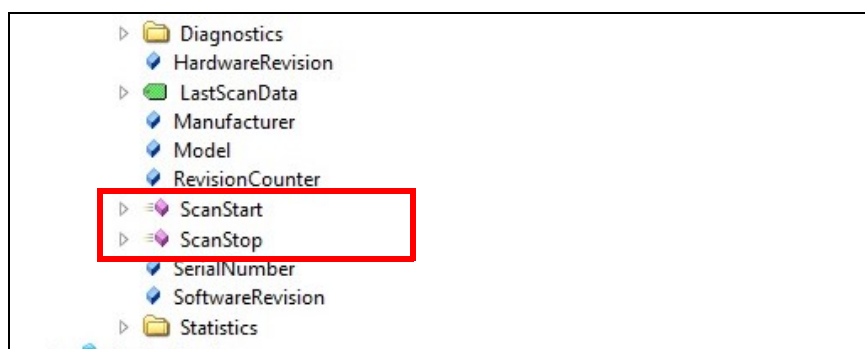 Diagnostics
HardwareRevision
LastScanData
Manufacturer
Model
RevisionCounter
ScanStart
ScanStop
SerialNumber
SoftwareRevision
Statistics